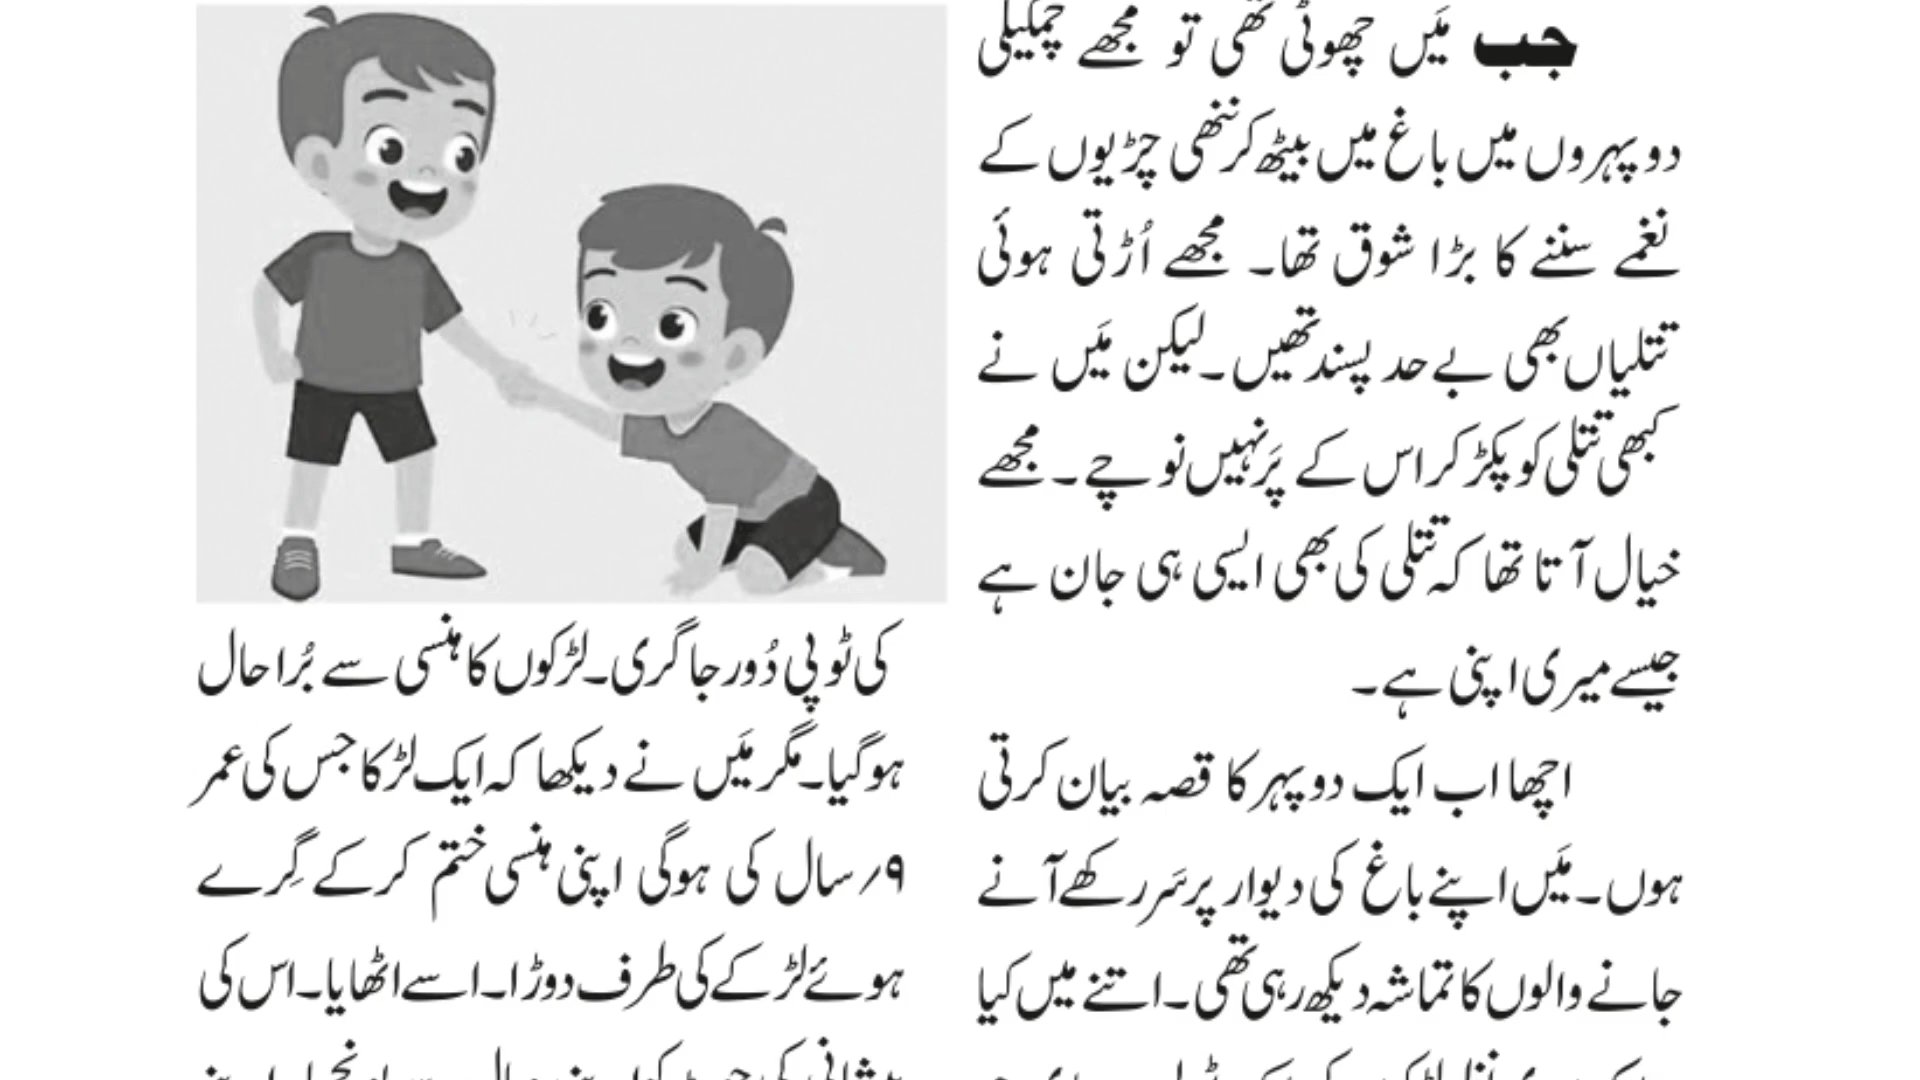 جب مَیں چھوٹی تھی تو مجھے چمکیلی
دوپہروں میں باغ میں بیٹھ کر ننھی چڑیوں کے
نغمے سننے کا بڑا شوق تھا۔ مجھے اُڑتی ہوئی
تتلیاں بھی بے حد پسند تھیں۔ لیکن مَیں نے
کبھی تتلی کو پکڑ کر اس کے پَر نہیں نوچے۔ مجھے
خیال آتا تھا کہ تتلی کی بھی ایسی ہی جان ہے
جیسے میری اپنی ہے۔
اچھا اب ایک دوپہر کا قصہ بیان کرتی
ہوں۔ مَیں اپنے باغ کی دیوار پر سَر رکھے آنے
جانے والوں کا تماشہ دیکھ رہی تھی۔ اتنے میں کیا
کی ٹوپی دُور جا گری۔ لڑکوں کا ہنسی سے بُرا حال
ہوگیا۔ مگر مَیں نے دیکھا کہ ایک لڑکا جس کی عمر
۹؍ سال کی ہوگی اپنی ہنسی ختم کرکے گِرے
ہوئے لڑکے کی طرف دوڑا۔ اسے اٹھایا۔ اس کی